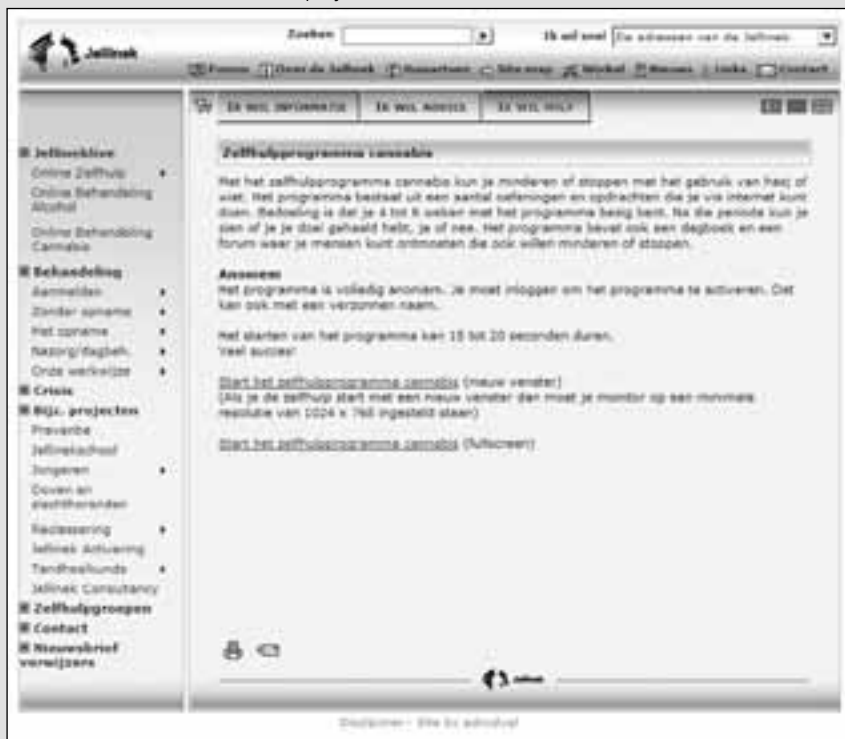 Zoeken
Ik wil snel De adressen van de Jellinek
Jellinek
Forum Over de Jellinek Site map Winkel Nieuws Links Contact
IK WIL INFORMATIE IK WIL ADVIES IK WIL HULP
Jellineklive
Online Zelfhulp
Online Behandeling
Alcohol
Online Behandeling
Cannabis
Behandeling
Aanmelden
Zonder opname
Met opname
Nazorg/dagbeh.
Onze werkwijze
Crisis
Bijz. projecten
Preventie
Jellinekschool
Jongeren
Doven en
slechthorenden
Reclassering
Jellinek Activering
Tandheelkunde
Jellinek Consultancy
Zelfhulpgroepen
Contact
Nieuwsbrief
verwijzers
Zelfhulpprogramma cannabis
Met het zelfhulpprogramma cannabis kun je minderen of stoppen met het gebruik van hasj of
wiet. Het programma bestaat uit een aantal oefeningen en opdrachten die je via internet kunt
doen. Bedoeling is dat je 4 tot 6 weken met het programma bezig bent. Na die periode kun je
zien of je je doel gehaald hebt, ja of nee. Het programma bevat ook een dagboek en een
forum waar je mensen kunt ontmoeten die ook willen minderen of stoppen.
Anoniem
Het programma is volledig anoniem. Je moet inloggen om het programma te activeren. Dat
kan ook met een verzonnen naam.
Het starten van het programma kan 15 tot 20 seconden duren.
Veel succes!
Start het zelfhulpprogramma cannabis (nieuw venster)
(Als je de zelfhulp start met een nieuw venster dan moet je monitor op een minimale
resolutie van 1024 x 768 ingesteld staan)
Start het zelfhulpprogramma cannabis (fullscreen)
Disclaimer - Site by